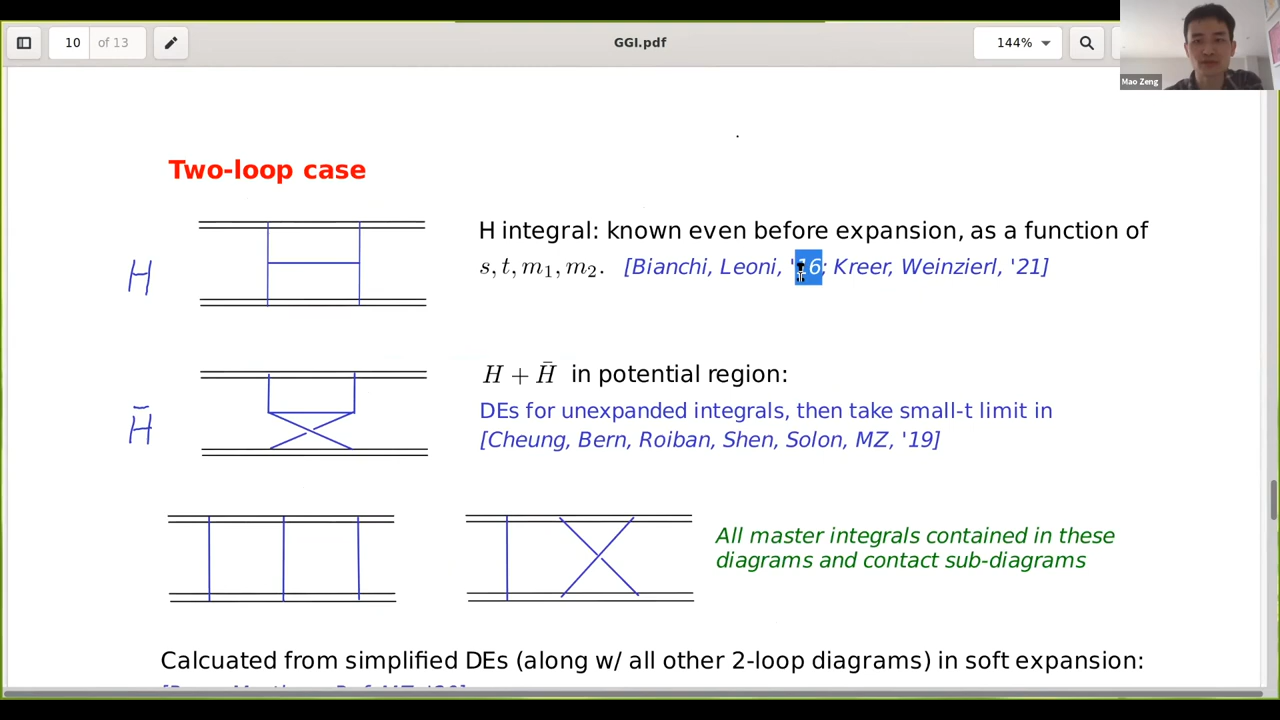 10 of 13
GGI.pdf
144%
Mao Zeng
Two-loop case
H
H integral: known even before expansion, as a function of
s, t, m₁, m₂. [Bianchi, Leoni, '16; Kreer, Weinzierl, '21]
H̄
H + H̄ in potential region:
DEs for unexpanded integrals, then take small-t limit in
[Cheung, Bern, Roiban, Shen, Solon, MZ, '19]
All master integrals contained in these
diagrams and contact sub-diagrams
Calcuated from simplified DEs (along w/ all other 2-loop diagrams) in soft expansion: